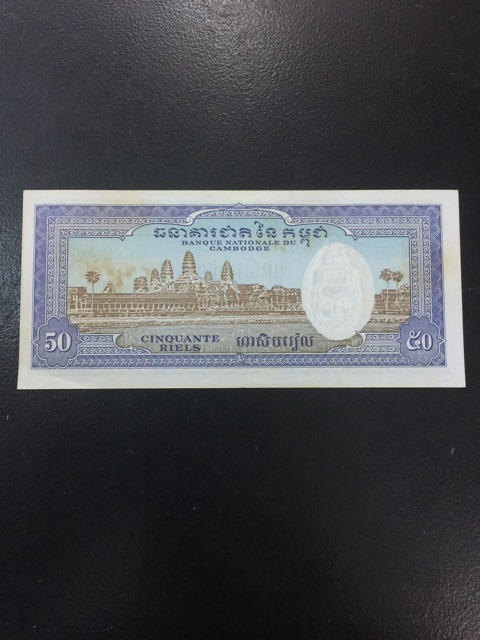 ធនាគារជាតិនៃកម្ពុជា
BANQUE NATIONALE DU
CAMBODGE
50
CINQUANTE
RIELS
ហាសិបរៀល
៥០